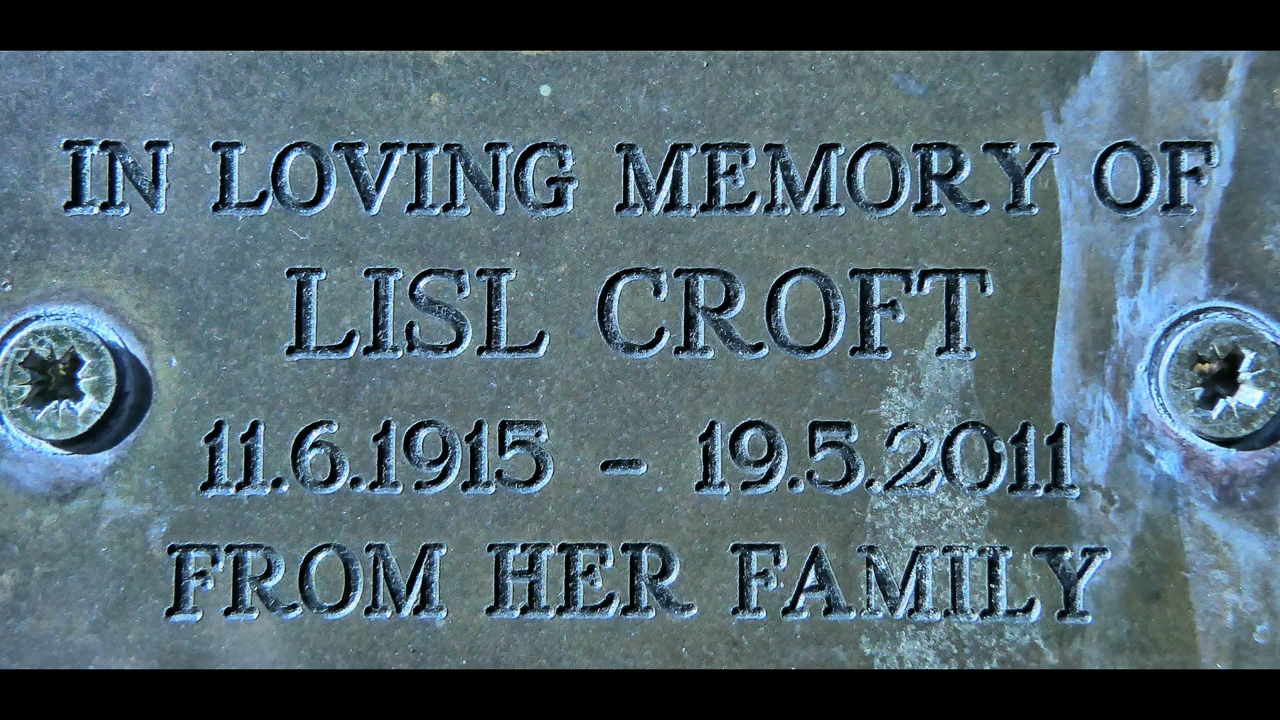 IN LOVING MEMORY OF
LISL CROFT
11.6.1915 - 19.5.2011
FROM HER FAMILY